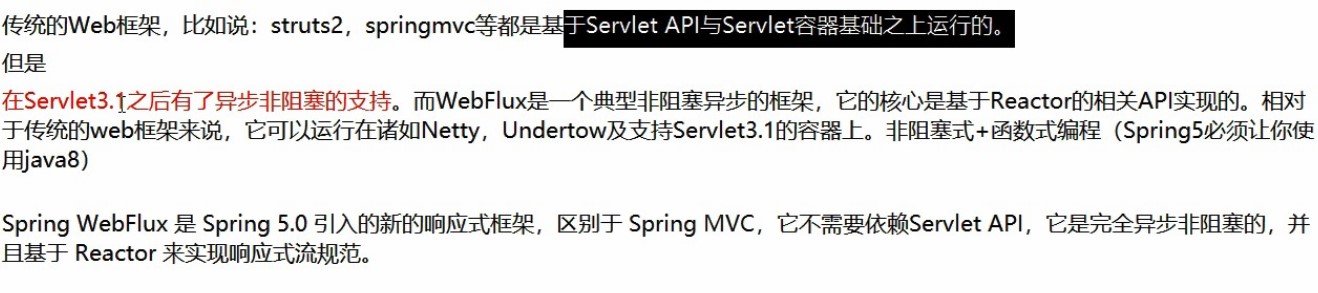 传统的Web框架，比如说：struts2，springmvc等都是基于Servlet API与Servlet容器基础之上运行的。
但是
在Servlet3.1之后有了异步非阻塞的支持。而WebFlux是一个典型非阻塞异步的框架，它的核心是基于Reactor的相关API实现的。相对
于传统的web框架来说，它可以运行在诸如Netty，Undertow及支持Servlet3.1的容器上。非阻塞式+函数式编程（Spring5必须让你使
用java8）
Spring WebFlux 是 Spring 5.0 引入的新的响应式框架，区别于 Spring MVC，它不需要依赖Servlet API，它是完全异步非阻塞的，并
且基于 Reactor 来实现响应式流规范。